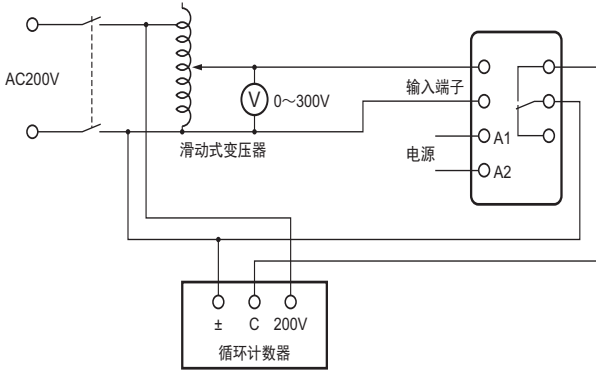 AC200V
V
0～300V
滑动式变压器
输入端子
A1
电源
A2
± C 200V
循环计数器